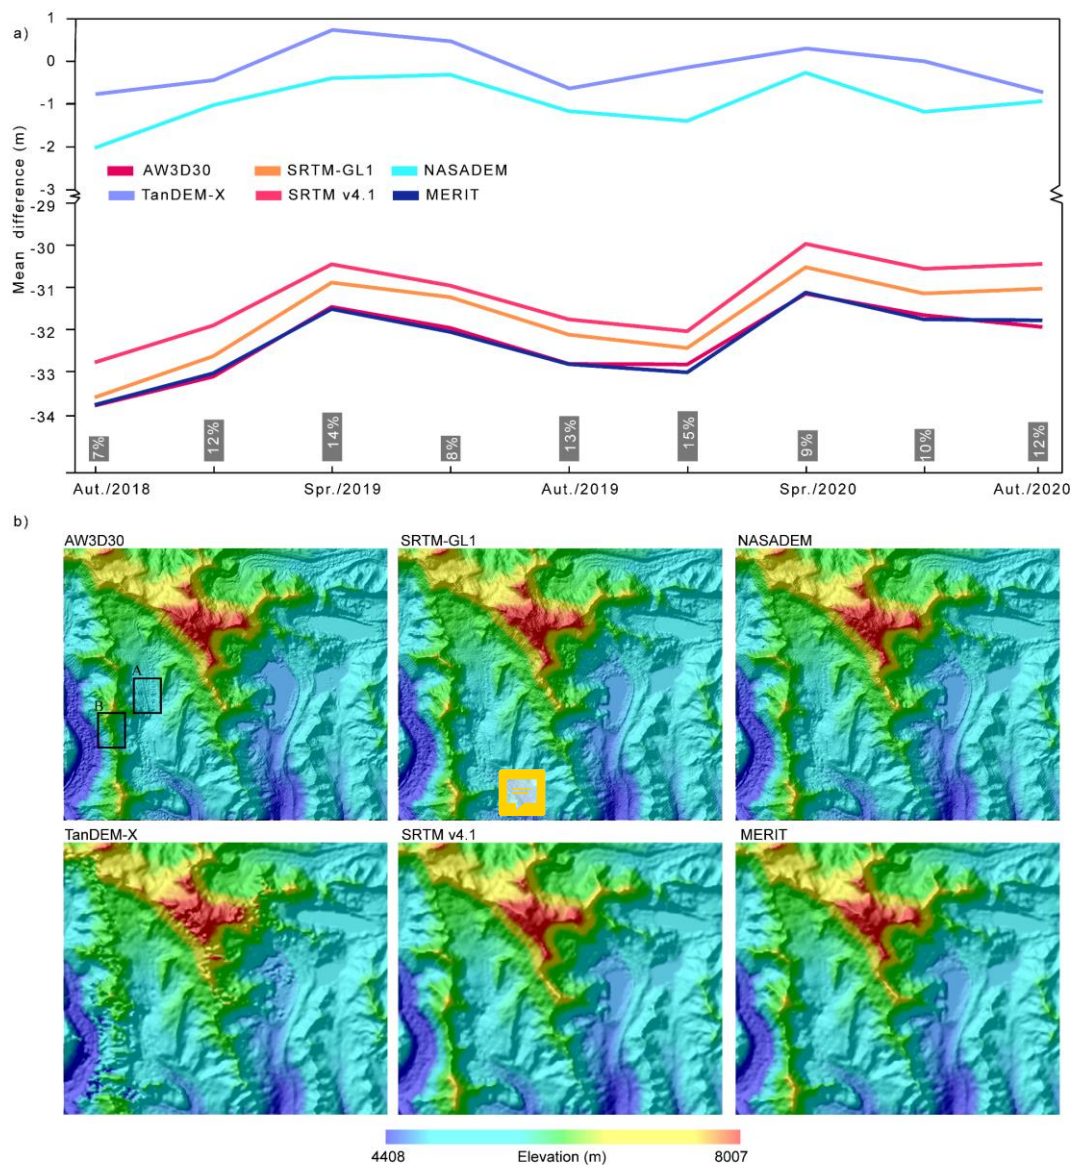 a)
1
0
-1
-2
-3
-29
-30
-31
-32
-33
-34
Mean difference (m)
AW3D30
SRTM-GL1
NASADEM
TanDEM-X
SRTM v4.1
MERIT
7%
12%
14%
8%
13%
15%
9%
10%
12%
Aut./2018
Spr./2019
Aut./2019
Spr./2020
Aut./2020
b)
AW3D30
SRTM-GL1
NASADEM
A
B
TanDEM-X
SRTM v4.1
MERIT
4408
Elevation (m)
8007